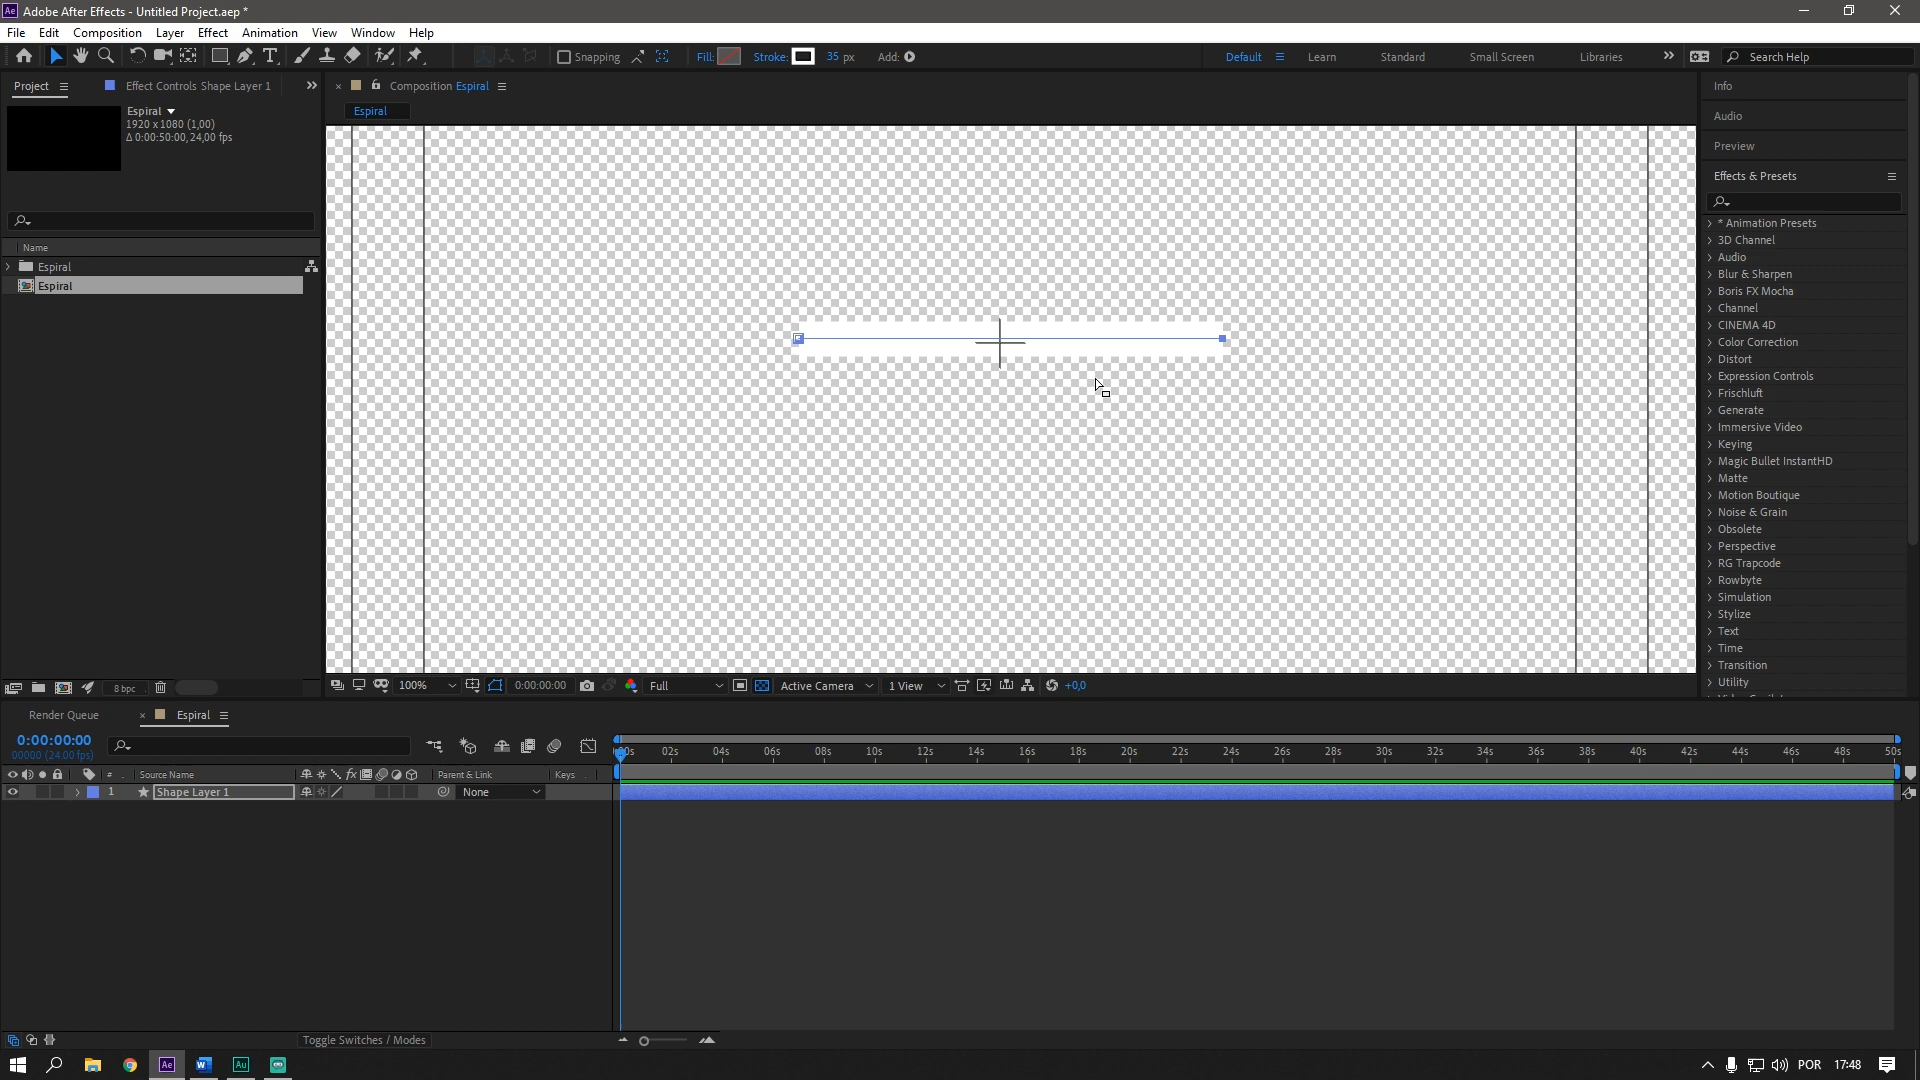 Ae Adobe After Effects - Untitled Project.aep *
File Edit Composition Layer Effect Animation View Window Help
Snapping Fill: Stroke: 35 px Add: Default Learn Standard Small Screen Libraries Search Help
Project Effect Controls Shape Layer 1
Composition Espiral
Espiral
Espiral
1920 x 1080 (1,00)
Δ 0:00:50:00, 24,00 fps
Name
Espiral
Espiral
8 bpc
100% 0:00:00:00 Full Active Camera 1 View +0,0
Info
Audio
Preview
Effects & Presets
* Animation Presets
3D Channel
Audio
Blur & Sharpen
Boris FX Mocha
Channel
CINEMA 4D
Color Correction
Distort
Expression Controls
Frischluft
Generate
Immersive Video
Keying
Magic Bullet InstantHD
Matte
Motion Boutique
Noise & Grain
Obsolete
Perspective
RG Trapcode
Rowbyte
Simulation
Stylize
Text
Time
Transition
Utility
Render Queue Espiral
0:00:00:00
00000 (24.00 fps)
02s 04s 06s 08s 10s 12s 14s 16s 18s 20s 22s 24s 26s 28s 30s 32s 34s 36s 38s 40s 42s 44s 46s 48s 50s
# Source Name fx Parent & Link Keys
1 Shape Layer 1 None
Toggle Switches / Modes
Ae W Au POR 17:48